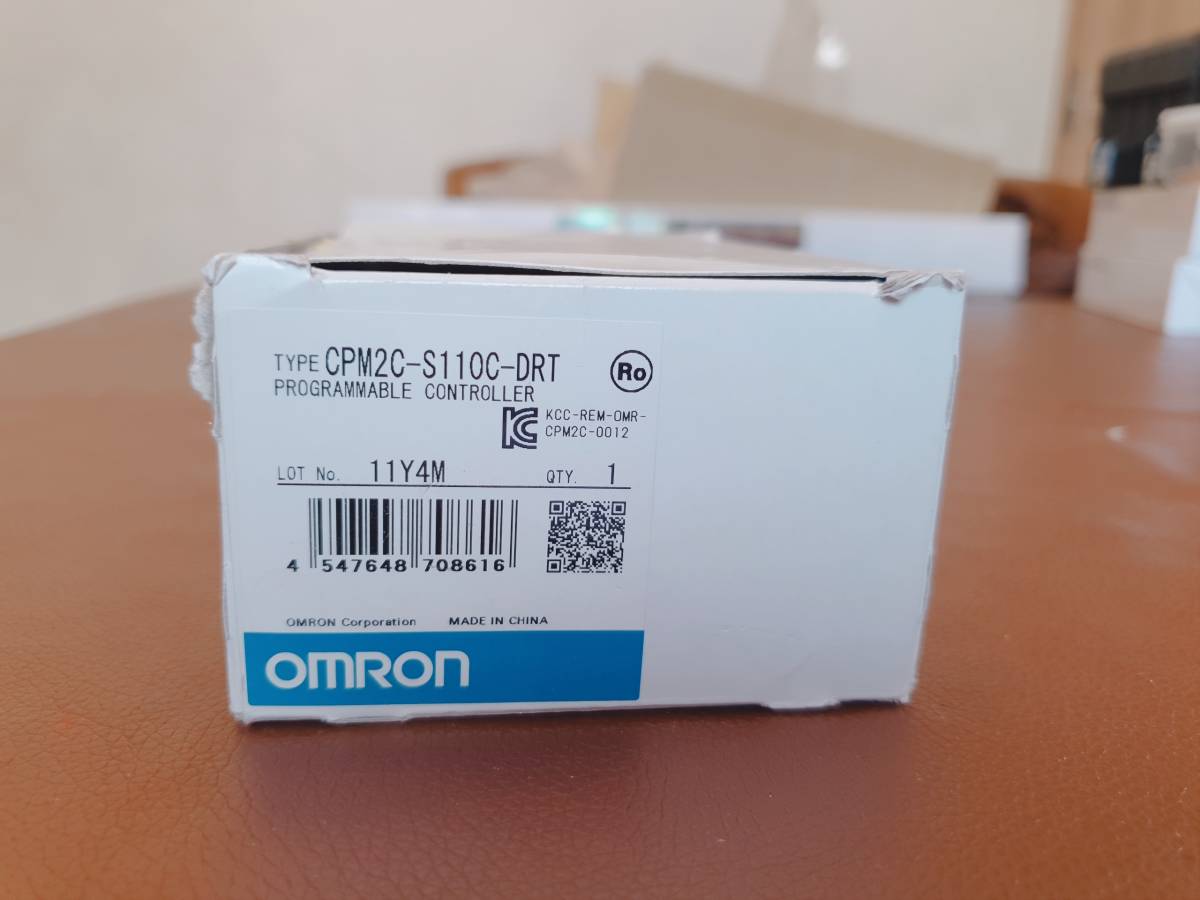 TYPE CPM2C-S110C-DRT
Ro
PROGRAMMABLE CONTROLLER
KCC-REM-OMR-
CPM2C-0012
LOT No. 11Y4M QTY. 1
4 547648 708616
OMRON Corporation MADE IN CHINA
OMRON